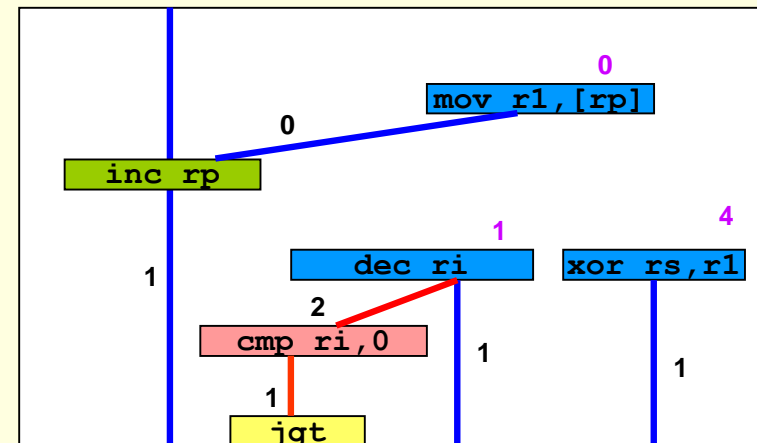 0
mov r1,[rp]
0
inc rp
4
1
dec ri
xor rs,r1
1
2
cmp ri,0
1
1
1
jgt